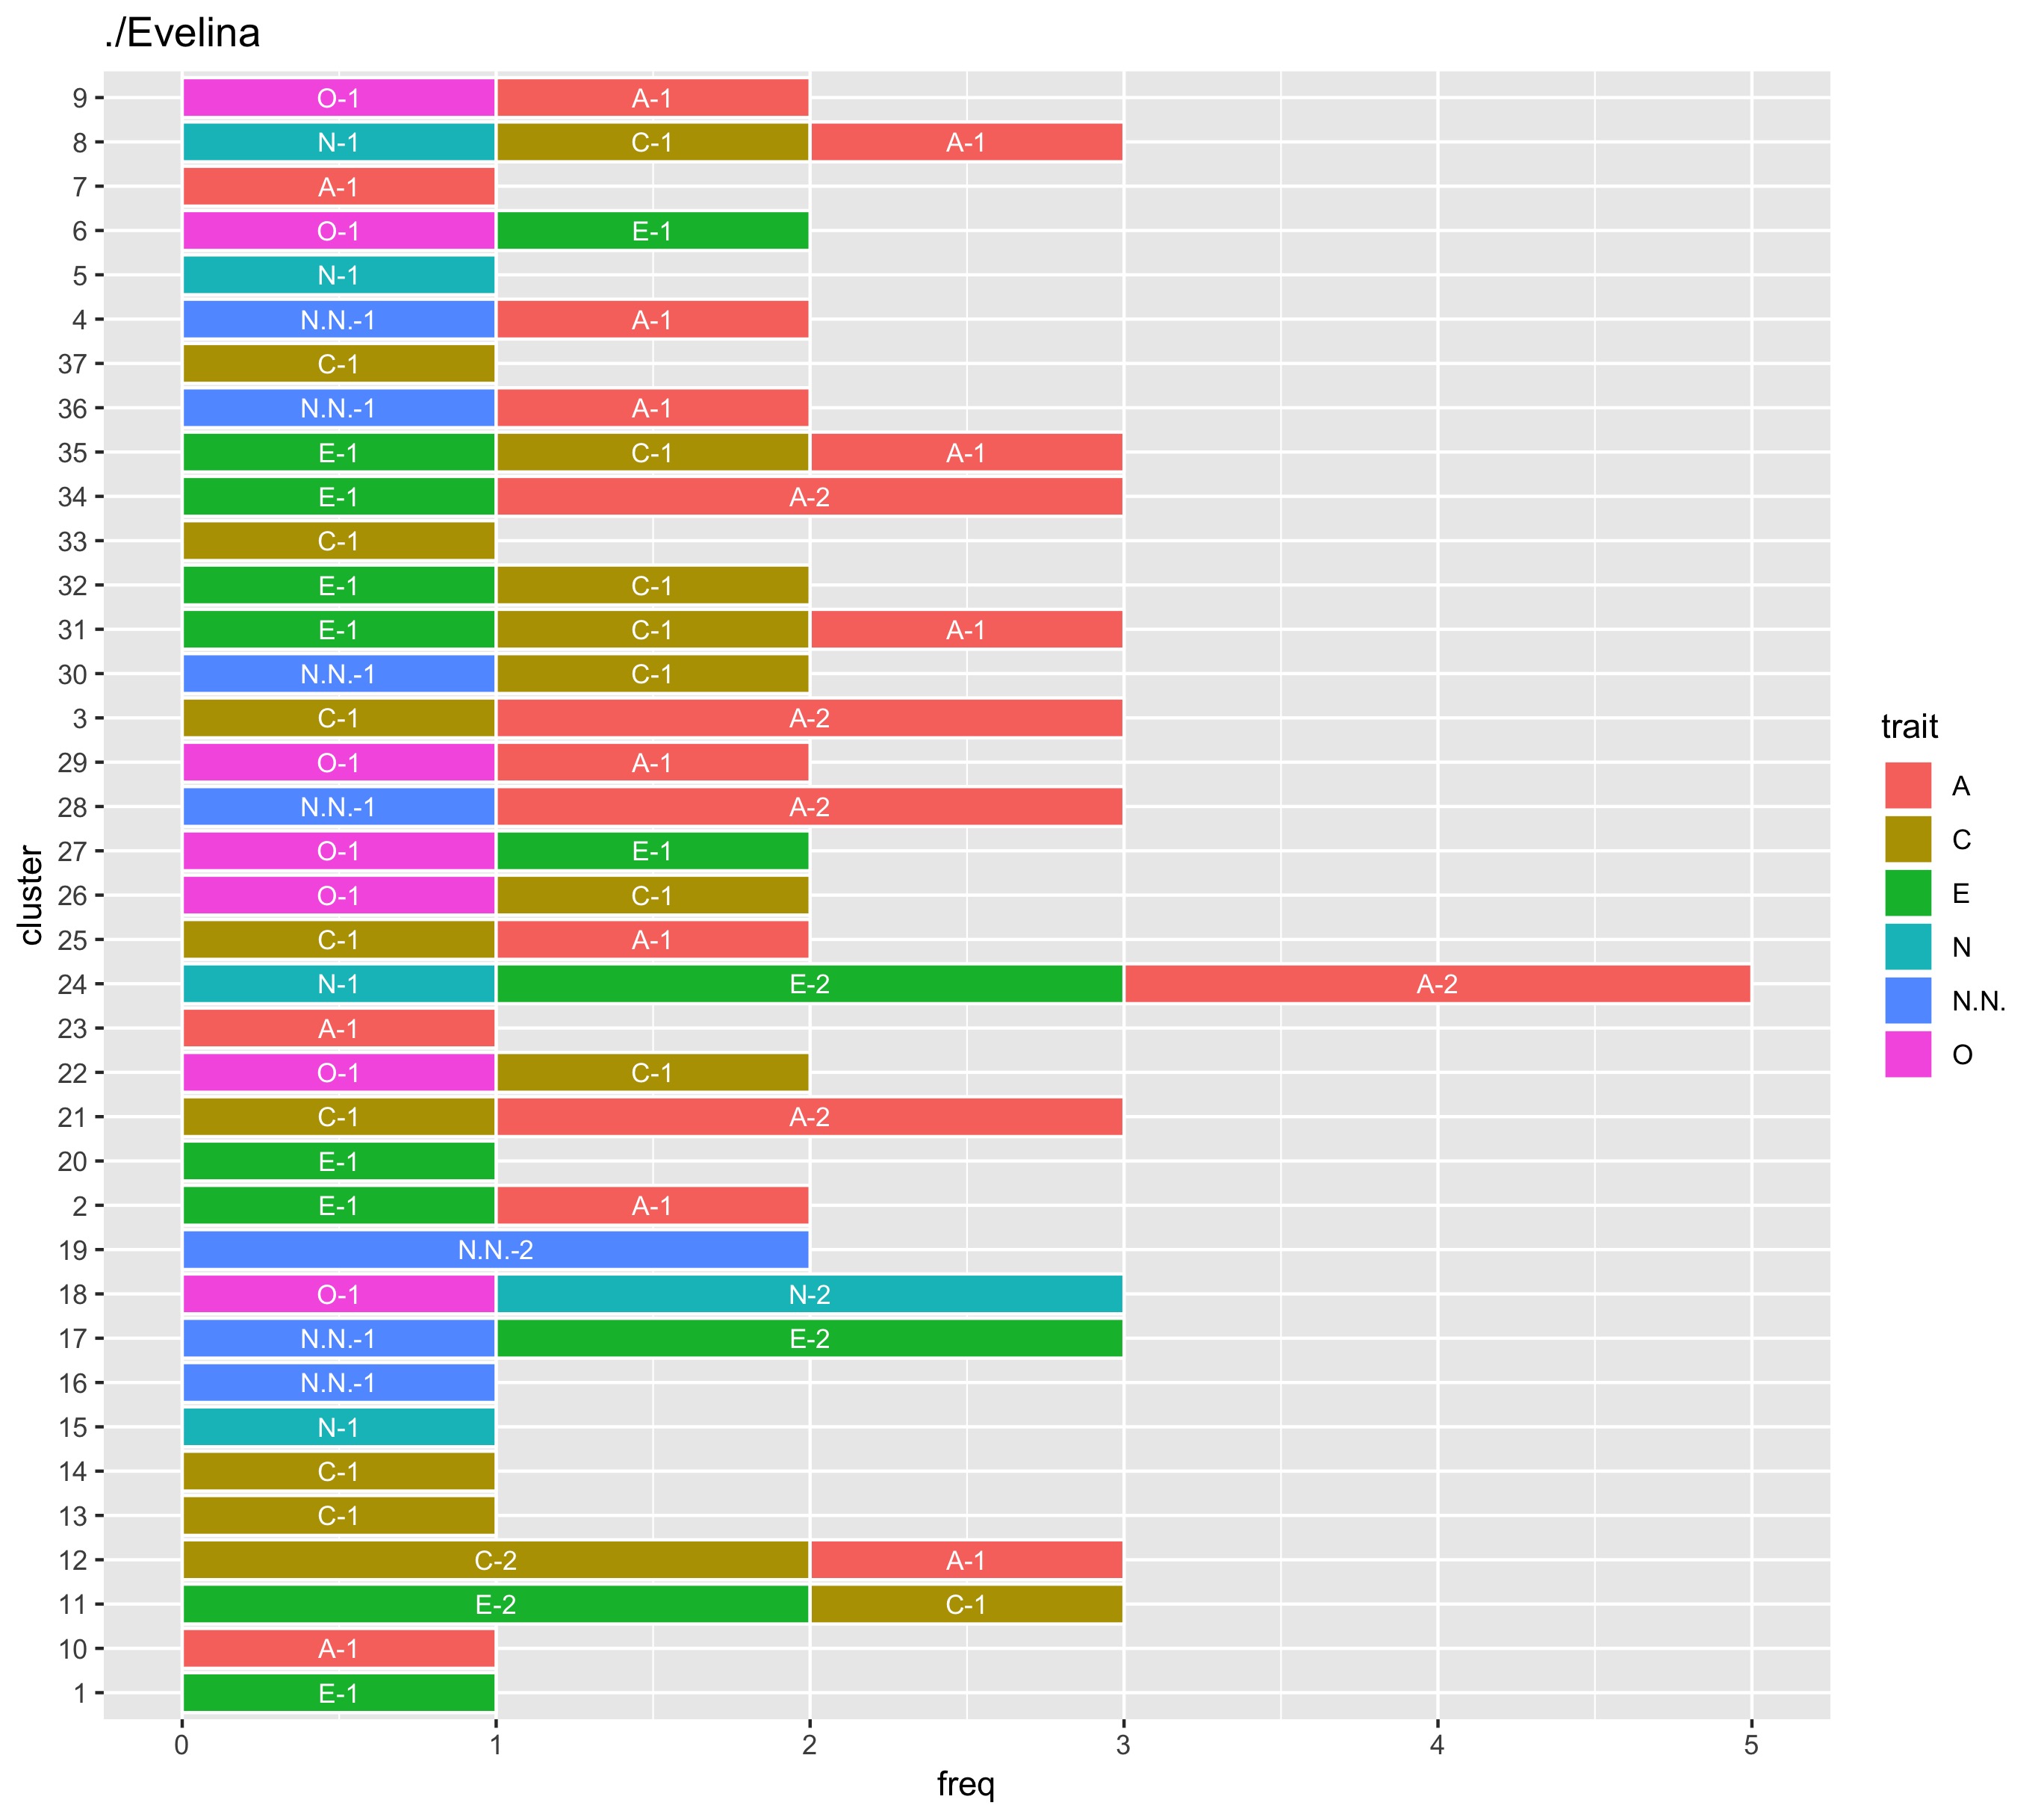 ./Evelina
9 O-1 A-1
8 N-1 C-1 A-1
7 A-1
6 O-1 E-1
5 N-1
4 N.N.-1 A-1
37 C-1
36 N.N.-1 A-1
35 E-1 C-1 A-1
34 E-1 A-2
33 C-1
32 E-1 C-1
31 E-1 C-1 A-1
30 N.N.-1 C-1
3 C-1 A-2
29 O-1 A-1
28 N.N.-1 A-2
27 O-1 E-1
26 O-1 C-1
25 C-1 A-1
24 N-1 E-2 A-2
23 A-1
22 O-1 C-1
21 C-1 A-2
20 E-1
2 E-1 A-1
19 N.N.-2
18 O-1 N-2
17 N.N.-1 E-2
16 N.N.-1
15 N-1
14 C-1
13 C-1
12 C-2 A-1
11 E-2 C-1
10 A-1
1 E-1
0 1 2 3 4 5
freq
cluster
trait
A
C
E
N
N.N.
O